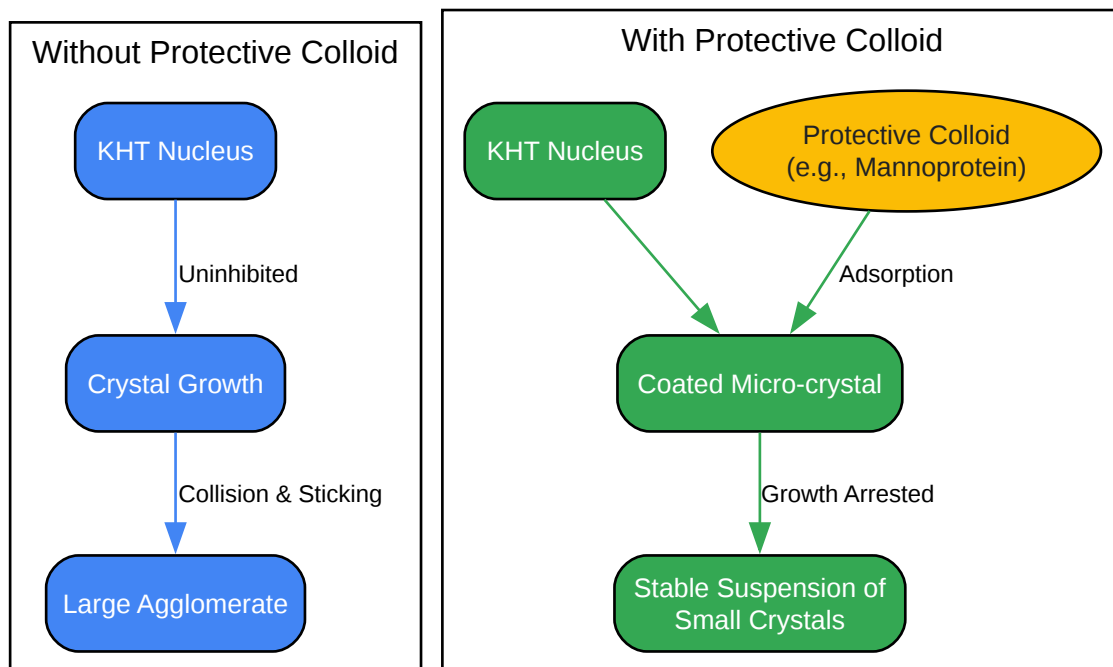 Without Protective Colloid
KHT Nucleus
Uninhibited
Crystal Growth
Collision & Sticking
Large Agglomerate
With Protective Colloid
KHT Nucleus
Protective Colloid
(e.g., Mannoprotein)
Adsorption
Coated Micro-crystal
Growth Arrested
Stable Suspension of
Small Crystals